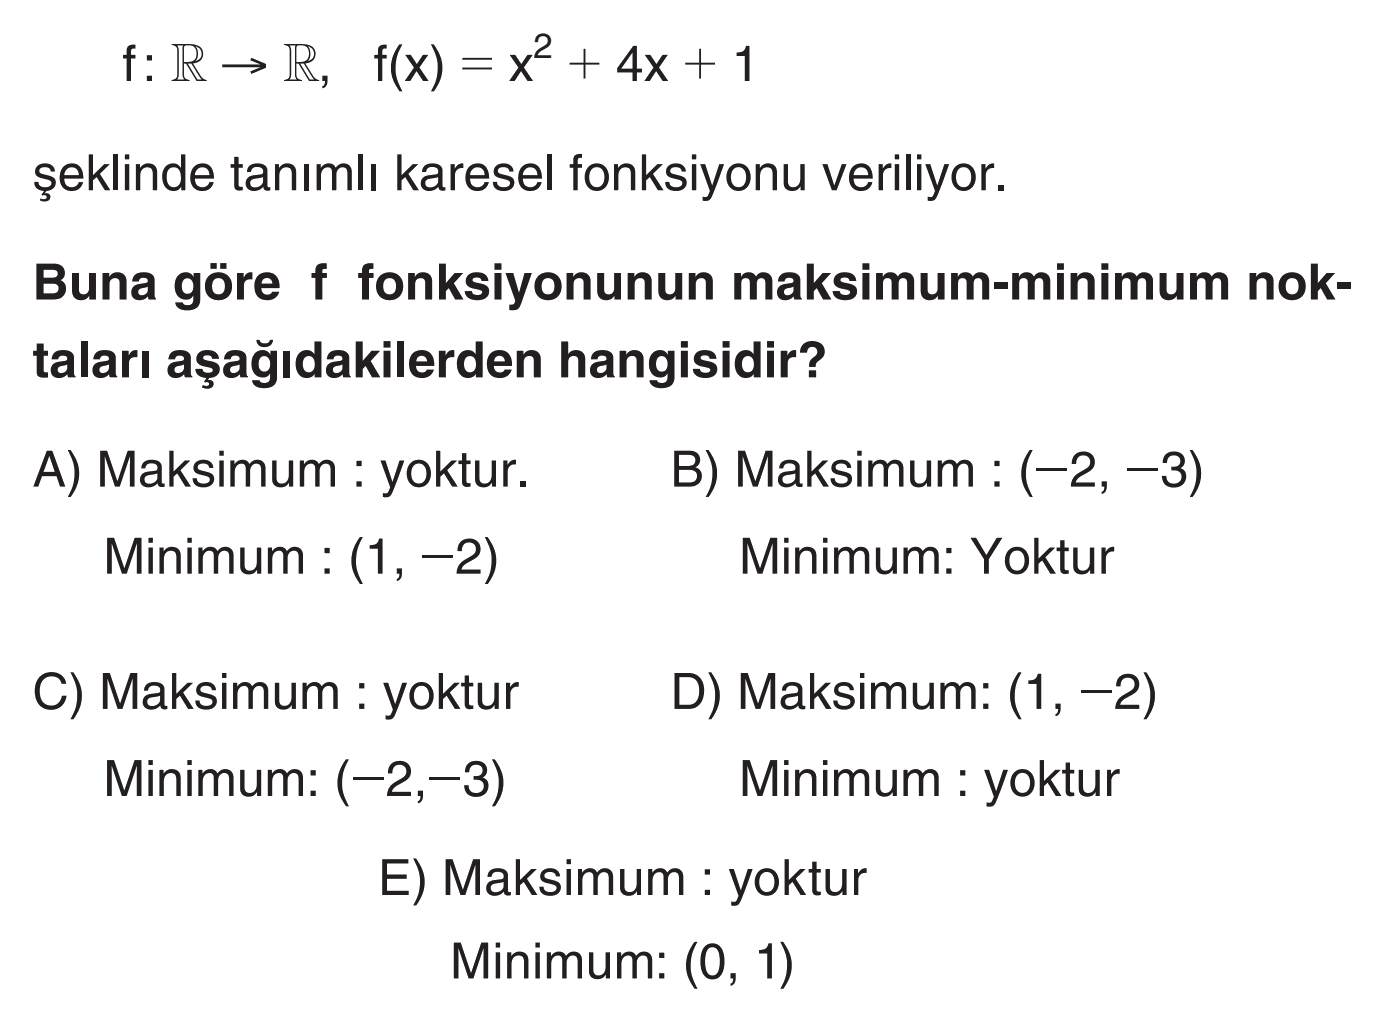 f: ℝ → ℝ, f(x) = x² + 4x + 1
şeklinde tanımlı karesel fonksiyonu veriliyor.
Buna göre f fonksiyonunun maksimum-minimum nok-
taları aşağıdakilerden hangisidir?
A) Maksimum : yoktur. B) Maksimum : (−2, −3)
Minimum : (1, −2) Minimum: Yoktur
C) Maksimum : yoktur D) Maksimum: (1, −2)
Minimum: (−2,−3) Minimum : yoktur
E) Maksimum : yoktur
Minimum: (0, 1)